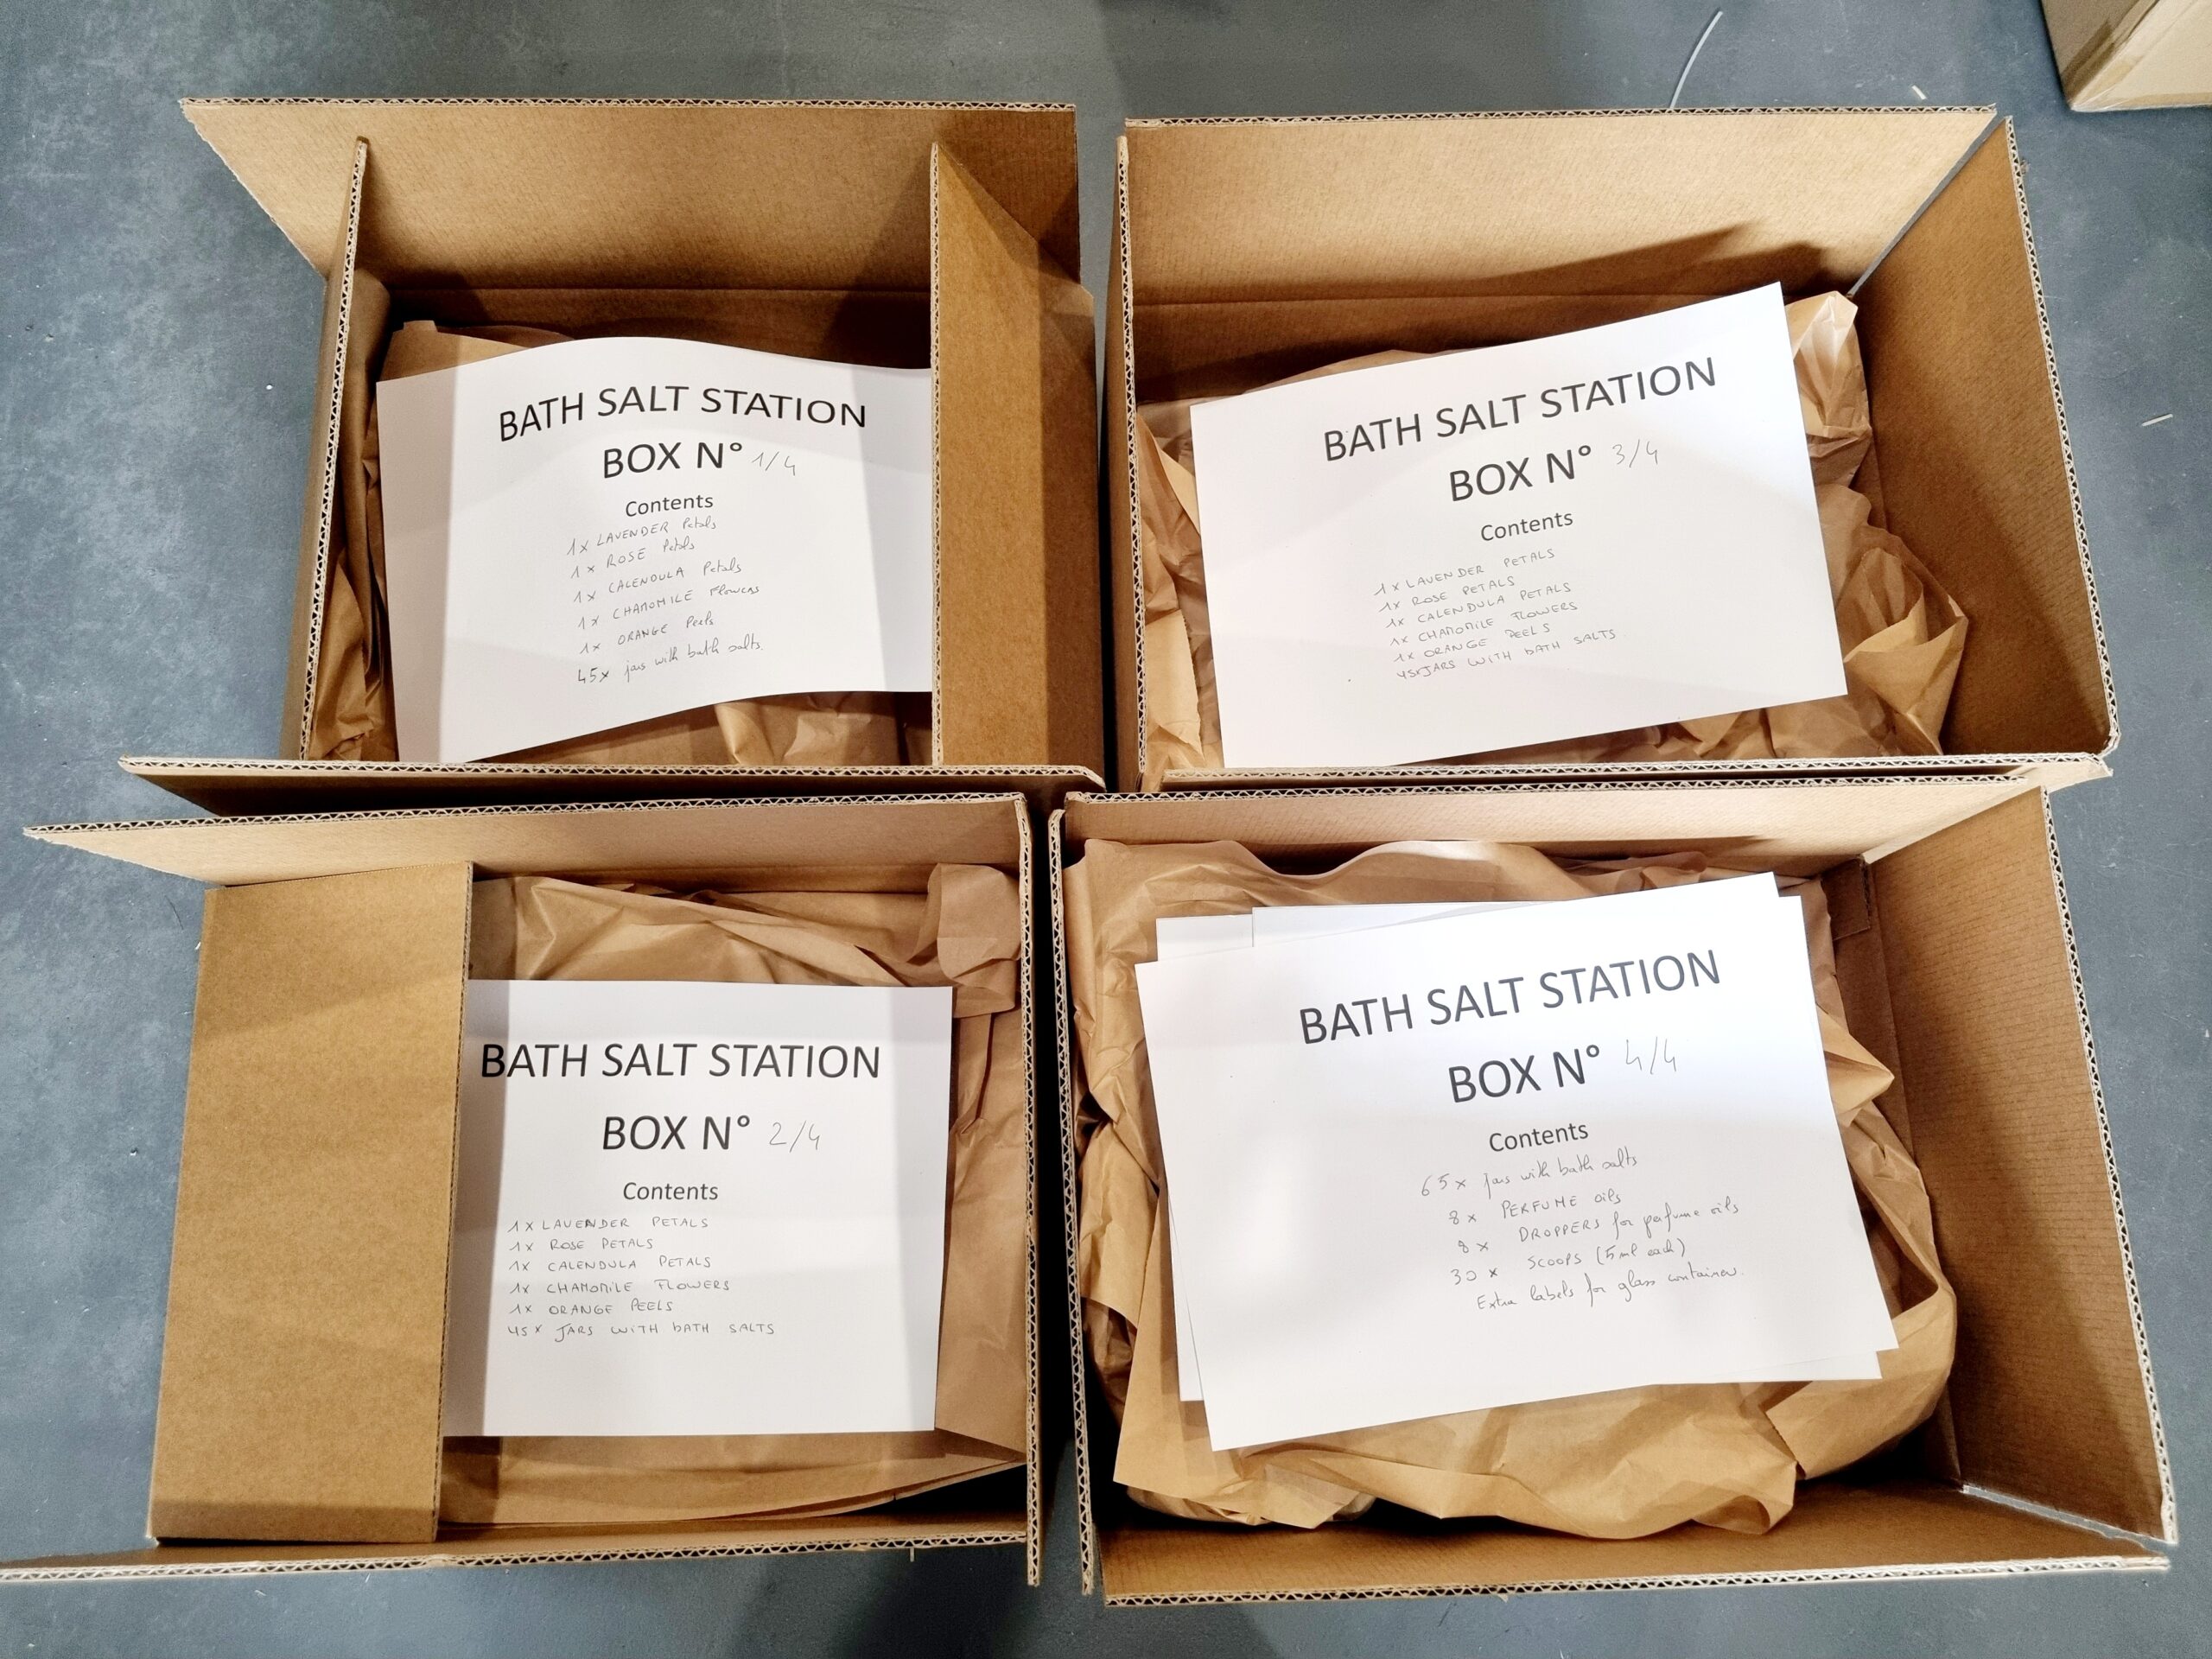 BATH SALT STATION
BOX N° 1/4
Contents
1x LAVENDER Petals
1x ROSE Petals
1x CALENDULA Petals
1x CHAMOMILE Flowers
1x ORANGE Peels
45x jars with bath salts.
BATH SALT STATION
BOX N° 3/4
Contents
1x LAVENDER PETALS
1x ROSE PETALS
1x CALENDULA PETALS
1x CHAMOMILE FLOWERS
1x ORANGE PEELS
45x JARS WITH bATH SALTS
BATH SALT STATION
BOX N° 2/4
Contents
1x LAVENDER PETALS
1x ROSE PETALS
1x CALENDULA PETALS
1x CHAMOMILE FLOWERS
1x ORANGE PEELS
45x JARS WITH bATH SALTS
BATH SALT STATION
BOX N° 4/4
Contents
65x jars with bath salts
8x PERFUME oils
8x DROPPERS for perfume oils
30x SCOOPS (5ml each)
Extra labels for glass container.